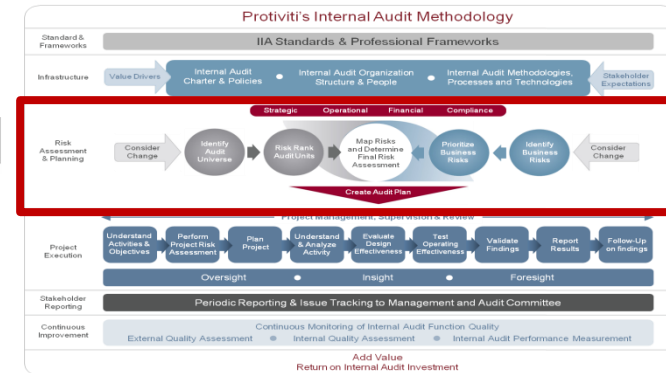 Protiviti's Internal Audit Methodology
Standard &
Frameworks
IIA Standards & Professional Frameworks
Infrastructure
Value Drivers
Internal Audit
Charter & Policies
Internal Audit Organization
Structure & People
Internal Audit Methodologies,
Processes and Technologies
Stakeholder
Expectations
Strategic Operational Financial Compliance
Risk
Assessment
& Planning
Consider
Change
Identify
Audit
Universe
Risk Rank
Audit Units
Map Risks
and Determine
Final Risk
Assessment
Prioritize
Business
Risks
Identify
Business
Risks
Consider
Change
Create Audit Plan
Project Management, Supervision & Review
Project
Execution
Understand
Activities &
Objectives
Perform
Project Risk
Assessment
Plan
Project
Understand
& Analyze
Activity
Evaluate
Design
Effectiveness
Test
Operating
Effectiveness
Validate
Findings
Report
Results
Follow-Up
on findings
Oversight • Insight • Foresight
Stakeholder
Reporting
Periodic Reporting & Issue Tracking to Management and Audit Committee
Continuous
Improvement
Continuous Monitoring of Internal Audit Function Quality
External Quality Assessment • Internal Quality Assessment • Internal Audit Performance Measurement
Add Value
Return on Internal Audit Investment